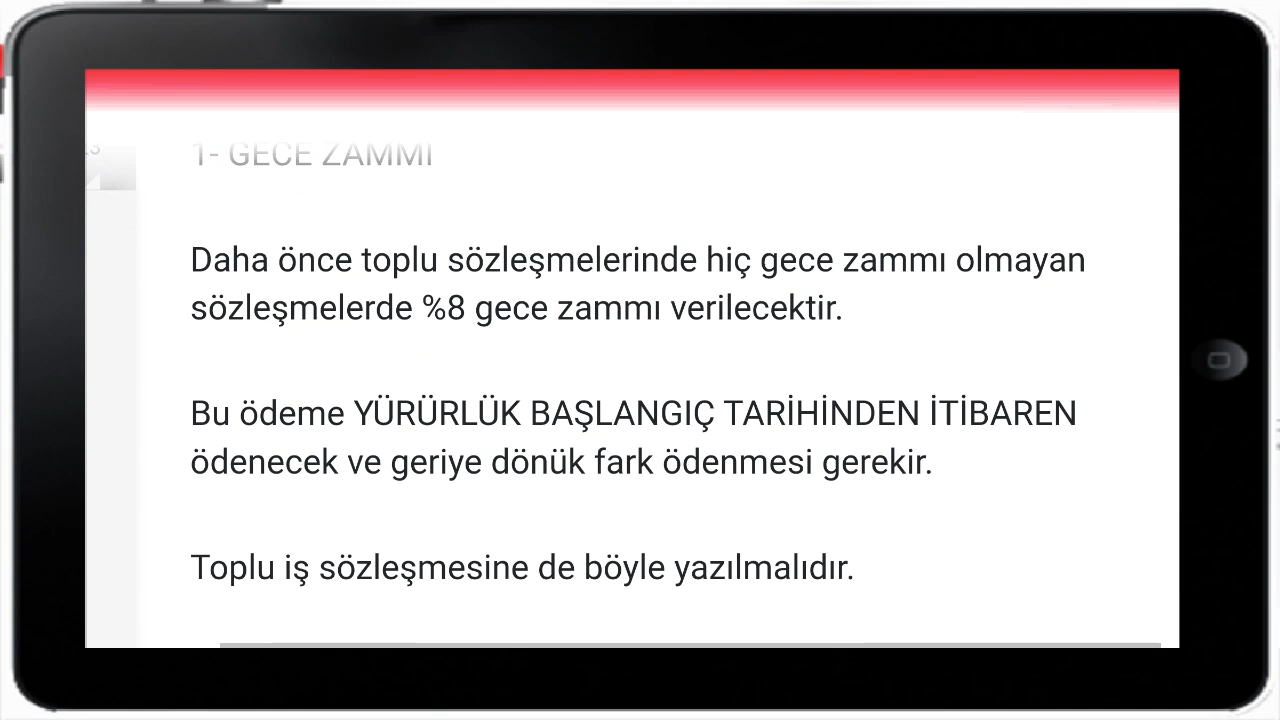 1- GECE ZAMMI
Daha önce toplu sözleşmelerinde hiç gece zammı olmayan
sözleşmelerde %8 gece zammı verilecektir.
Bu ödeme YÜRÜRLÜK BAŞLANGIÇ TARİHİNDEN İTİBAREN
ödenecek ve geriye dönük fark ödenmesi gerekir.
Toplu iş sözleşmesine de böyle yazılmalıdır.